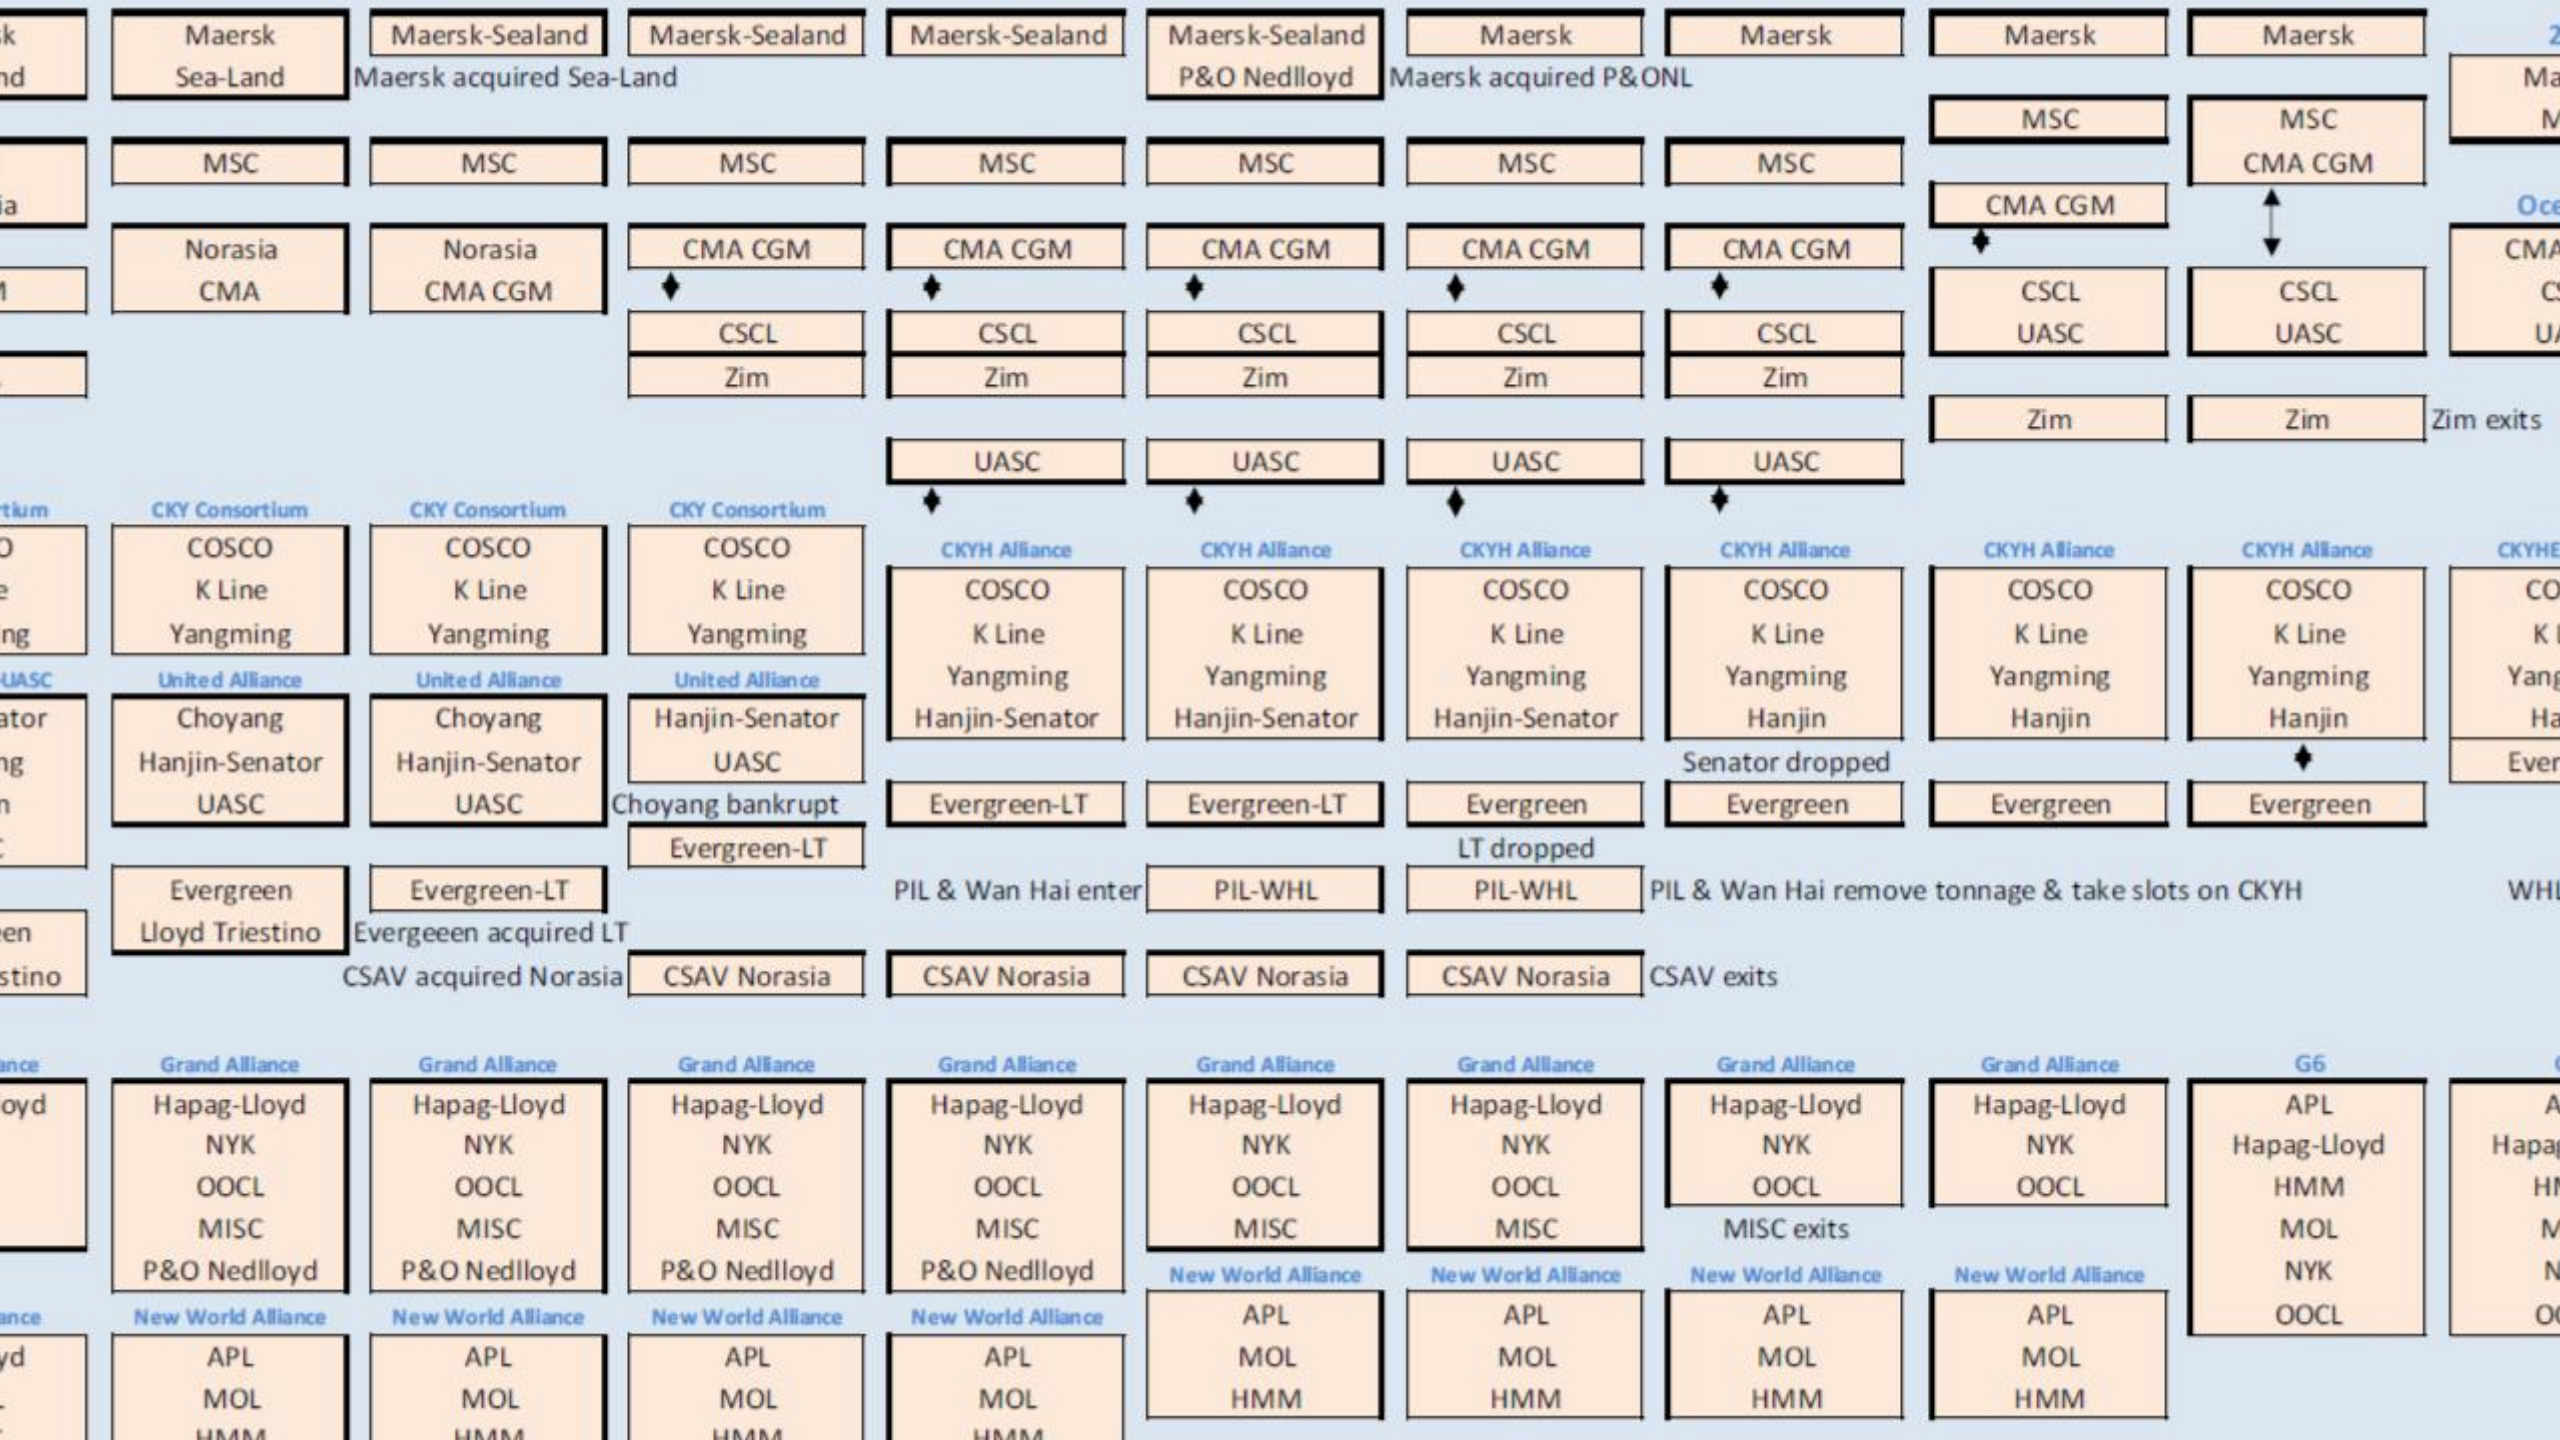 Maersk Maersk-Sealand Maersk-Sealand Maersk-Sealand Maersk-Sealand Maersk Maersk Maersk Maersk
Sea-Land Maersk acquired Sea-Land P&O Nedlloyd Maersk acquired P&ONL
MSC MSC
MSC MSC MSC MSC MSC MSC MSC CMA CGM
CMA CGM
Norasia Norasia CMA CGM CMA CGM CMA CGM CMA CGM CMA CGM
CMA CMA CGM CSCL CSCL
CSCL CSCL CSCL CSCL CSCL UASC UASC
Zim Zim Zim Zim Zim
Zim Zim Zim exits
UASC UASC UASC UASC
CKY Consortium CKY Consortium CKY Consortium
COSCO COSCO COSCO CKYH Alliance CKYH Alliance CKYH Alliance CKYH Alliance CKYH Alliance CKYH Alliance
K Line K Line K Line COSCO COSCO COSCO COSCO COSCO COSCO
Yangming Yangming Yangming K Line K Line K Line K Line K Line K Line
United Alliance United Alliance United Alliance Yangming Yangming Yangming Yangming Yangming Yangming
Choyang Choyang Hanjin-Senator Hanjin-Senator Hanjin-Senator Hanjin-Senator Hanjin Hanjin Hanjin
Hanjin-Senator Hanjin-Senator UASC Senator dropped
UASC UASC Choyang bankrupt Evergreen-LT Evergreen-LT Evergreen Evergreen Evergreen Evergreen
Evergreen-LT LT dropped
Evergreen Evergreen-LT PIL & Wan Hai enter PIL-WHL PIL-WHL PIL & Wan Hai remove tonnage & take slots on CKYH
Lloyd Triestino Evergeeen acquired LT
CSAV acquired Norasia CSAV Norasia CSAV Norasia CSAV Norasia CSAV Norasia CSAV exits
Grand Alliance Grand Alliance Grand Alliance Grand Alliance Grand Alliance Grand Alliance Grand Alliance Grand Alliance G6
Hapag-Lloyd Hapag-Lloyd Hapag-Lloyd Hapag-Lloyd Hapag-Lloyd Hapag-Lloyd Hapag-Lloyd Hapag-Lloyd APL
NYK NYK NYK NYK NYK NYK NYK NYK Hapag-Lloyd
OOCL OOCL OOCL OOCL OOCL OOCL OOCL OOCL HMM
MISC MISC MISC MISC MISC MISC MISC exits MOL
P&O Nedlloyd P&O Nedlloyd P&O Nedlloyd P&O Nedlloyd New World Alliance New World Alliance New World Alliance New World Alliance NYK
New World Alliance New World Alliance New World Alliance New World Alliance APL APL APL APL OOCL
APL APL APL APL MOL MOL MOL MOL
MOL MOL MOL MOL HMM HMM HMM HMM
HMM HMM HMM HMM